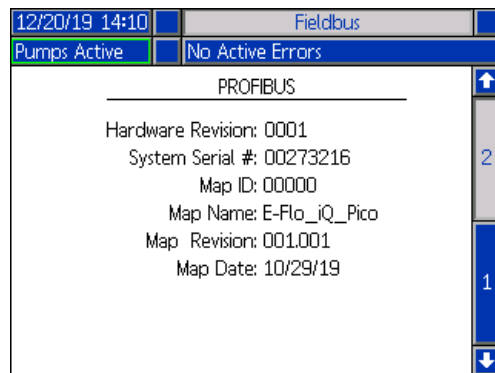 12/20/19 14:10 Fieldbus
Pumps Active No Active Errors
PROFIBUS
Hardware Revision: 0001
System Serial #: 00273216
Map ID: 00000
Map Name: E-Flo_iQ_Pico
Map Revision: 001.001
Map Date: 10/29/19
2
1